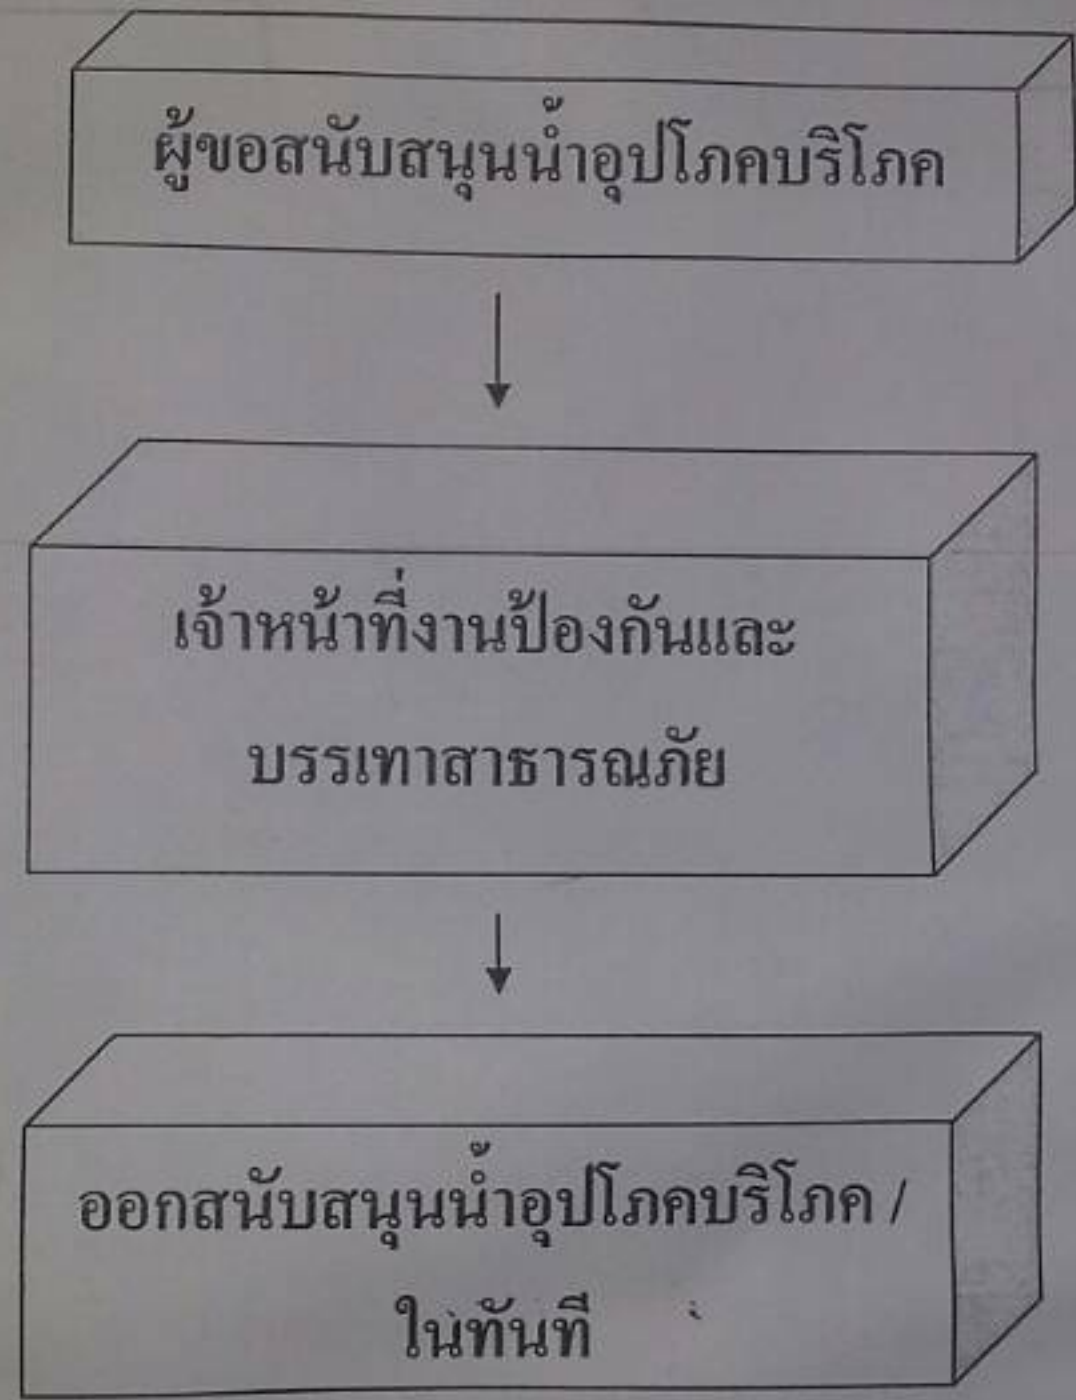 ผู้ขอสนับสนุนน้ำอุปโภคบริโภค
เจ้าหน้าที่งานป้องกันและ
บรรเทาสาธารณภัย
ออกสนับสนุนน้ำอุปโภคบริโภค /
ในทันที